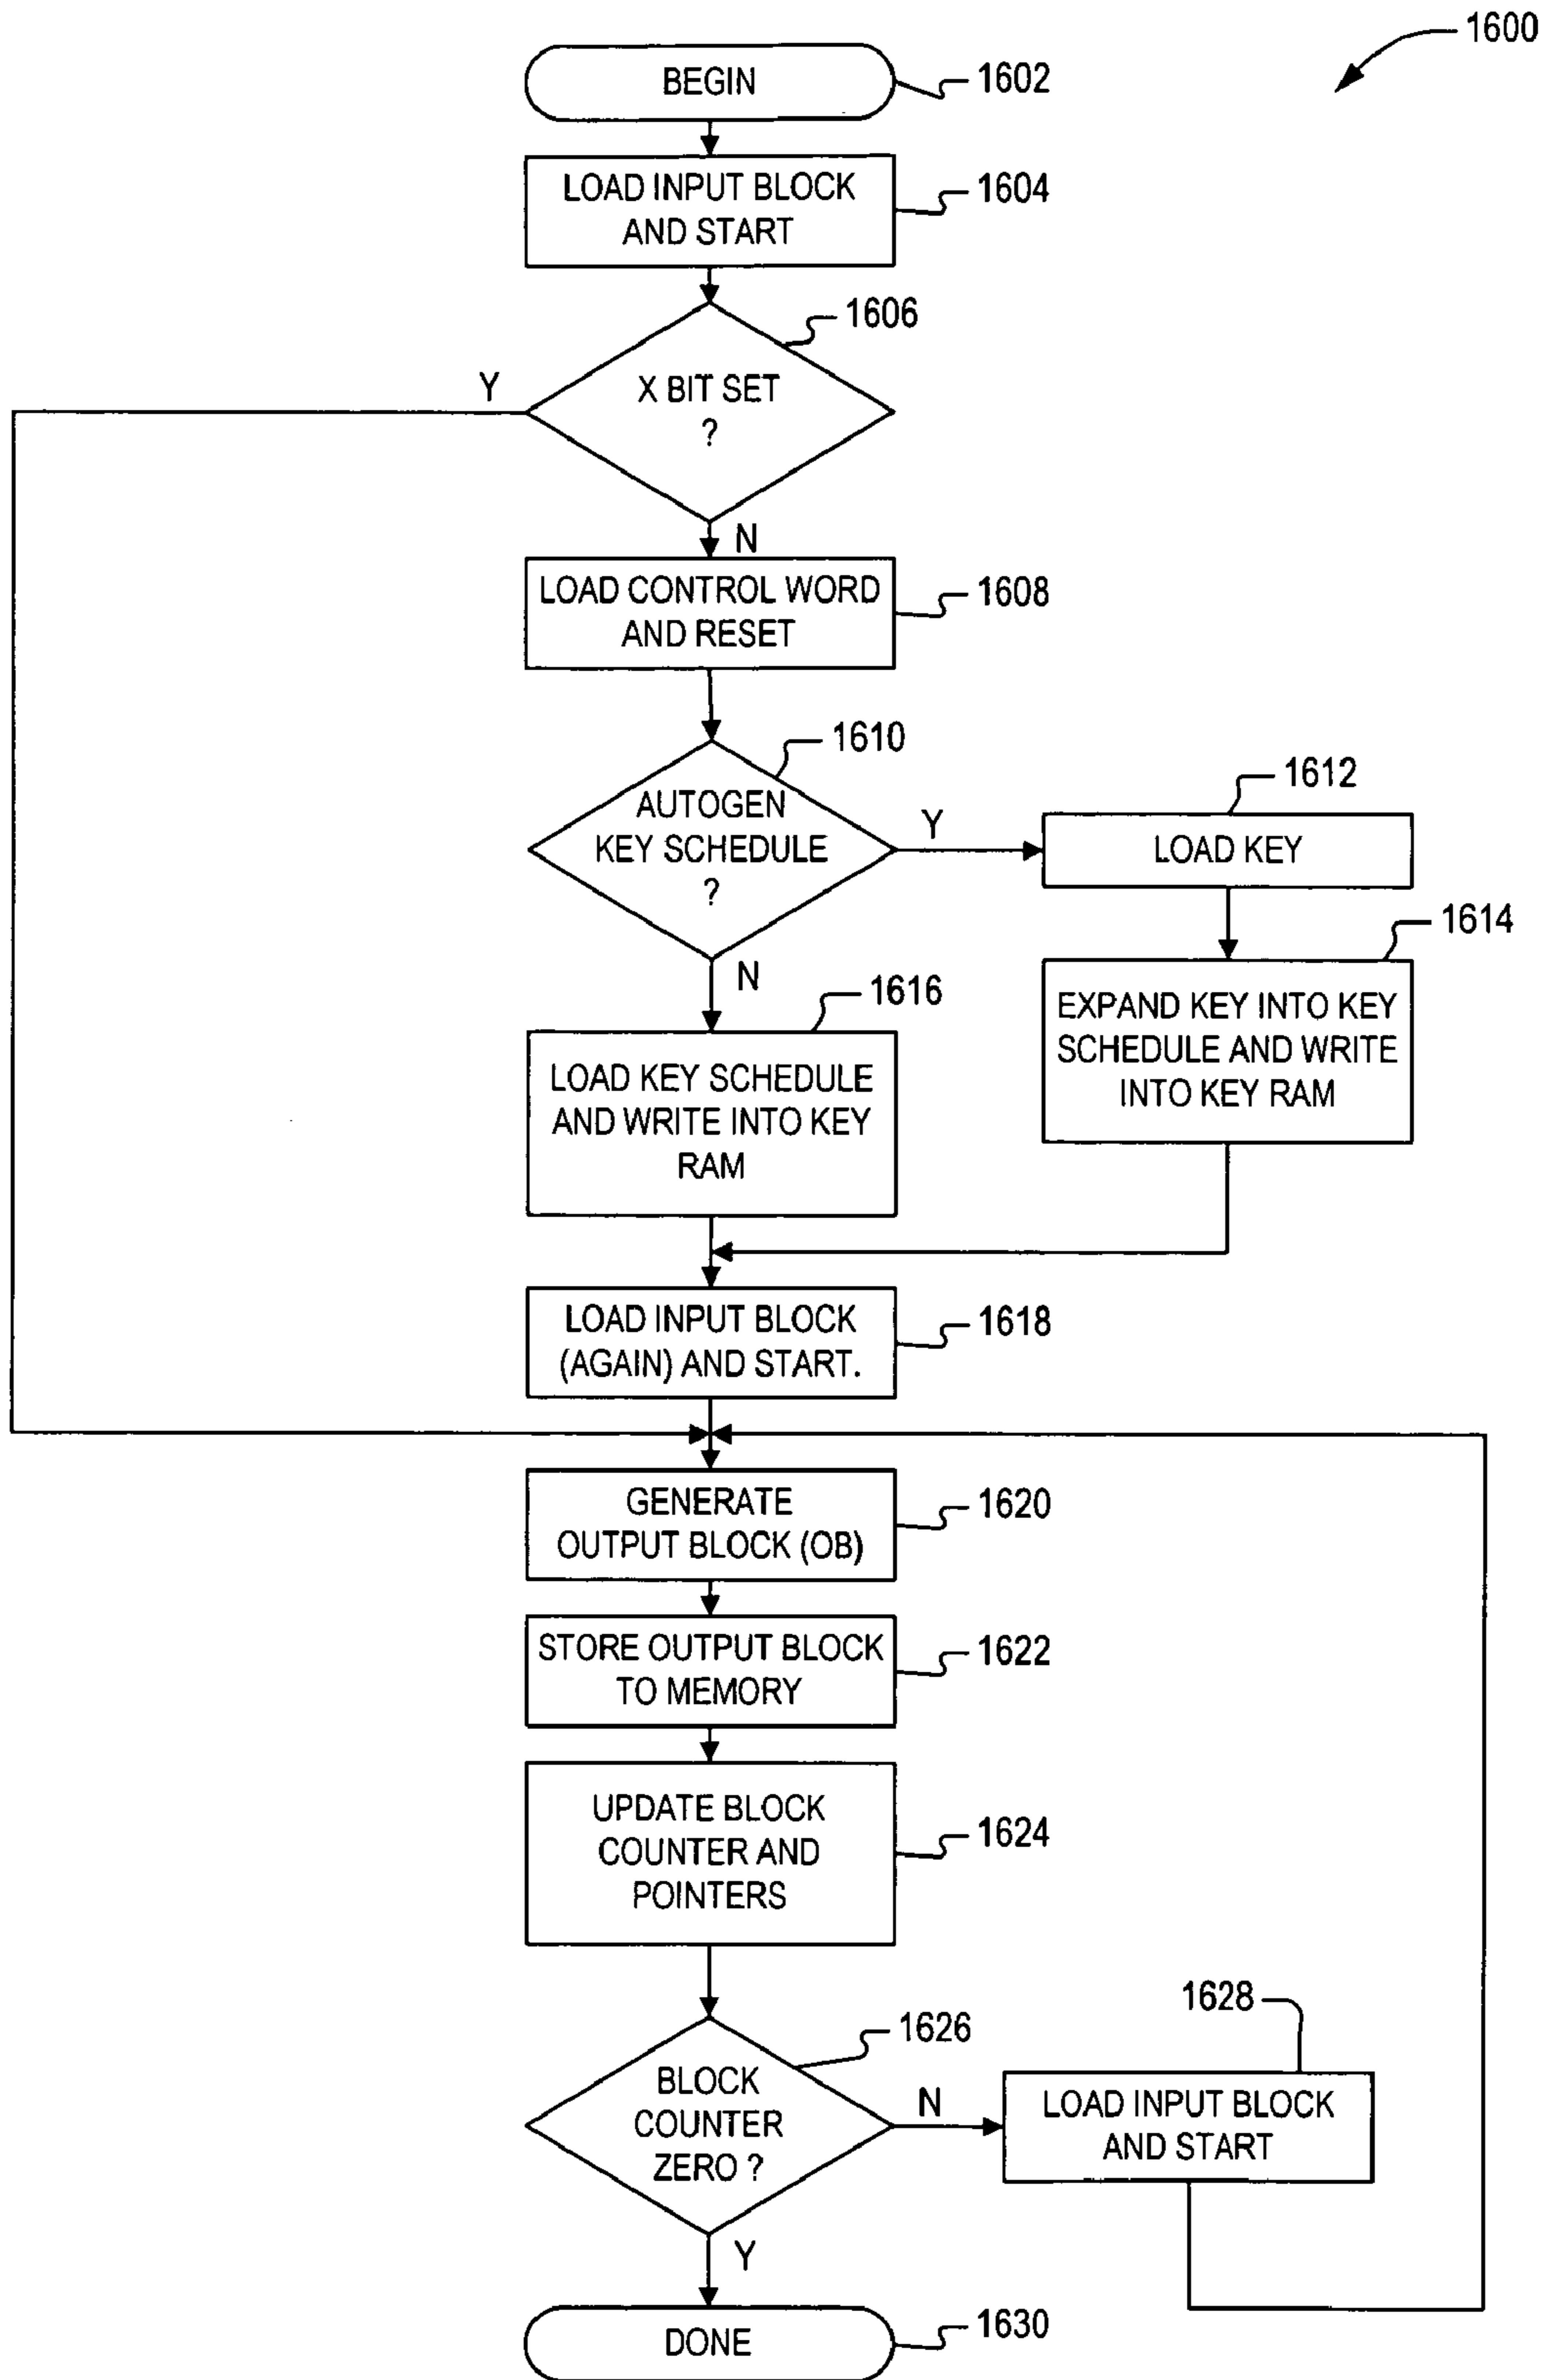 1600
BEGIN
1602
LOAD INPUT BLOCK
AND START
1604
1606
X BIT SET
?
Y
N
LOAD CONTROL WORD
AND RESET
1608
1610
AUTOGEN
KEY SCHEDULE
?
Y
N
1612
LOAD KEY
1614
EXPAND KEY INTO KEY
SCHEDULE AND WRITE
INTO KEY RAM
1616
LOAD KEY SCHEDULE
AND WRITE INTO KEY
RAM
LOAD INPUT BLOCK
(AGAIN) AND START.
1618
GENERATE
OUTPUT BLOCK (OB)
1620
STORE OUTPUT BLOCK
TO MEMORY
1622
UPDATE BLOCK
COUNTER AND
POINTERS
1624
1626
BLOCK
COUNTER
ZERO ?
N
Y
1628
LOAD INPUT BLOCK
AND START
DONE
1630